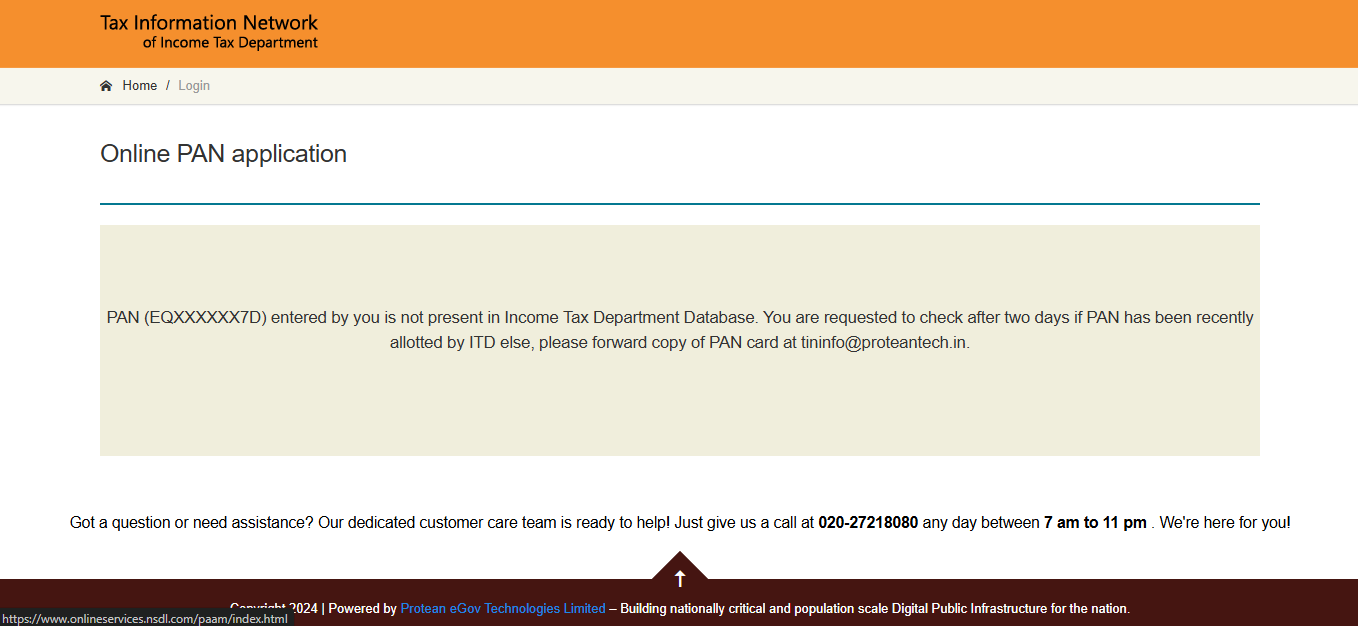 Tax Information Network
of Income Tax Department
Home / Login
Online PAN application
PAN (EQXXXXXX7D) entered by you is not present in Income Tax Department Database. You are requested to check after two days if PAN has been recently
allotted by ITD else, please forward copy of PAN card at tininfo@proteantech.in.
Got a question or need assistance? Our dedicated customer care team is ready to help! Just give us a call at 020-27218080 any day between 7 am to 11 pm . We're here for you!
Copyright 2024 | Powered by Protean eGov Technologies Limited – Building nationally critical and population scale Digital Public Infrastructure for the nation.
https://www.onlineservices.nsdl.com/paam/index.html